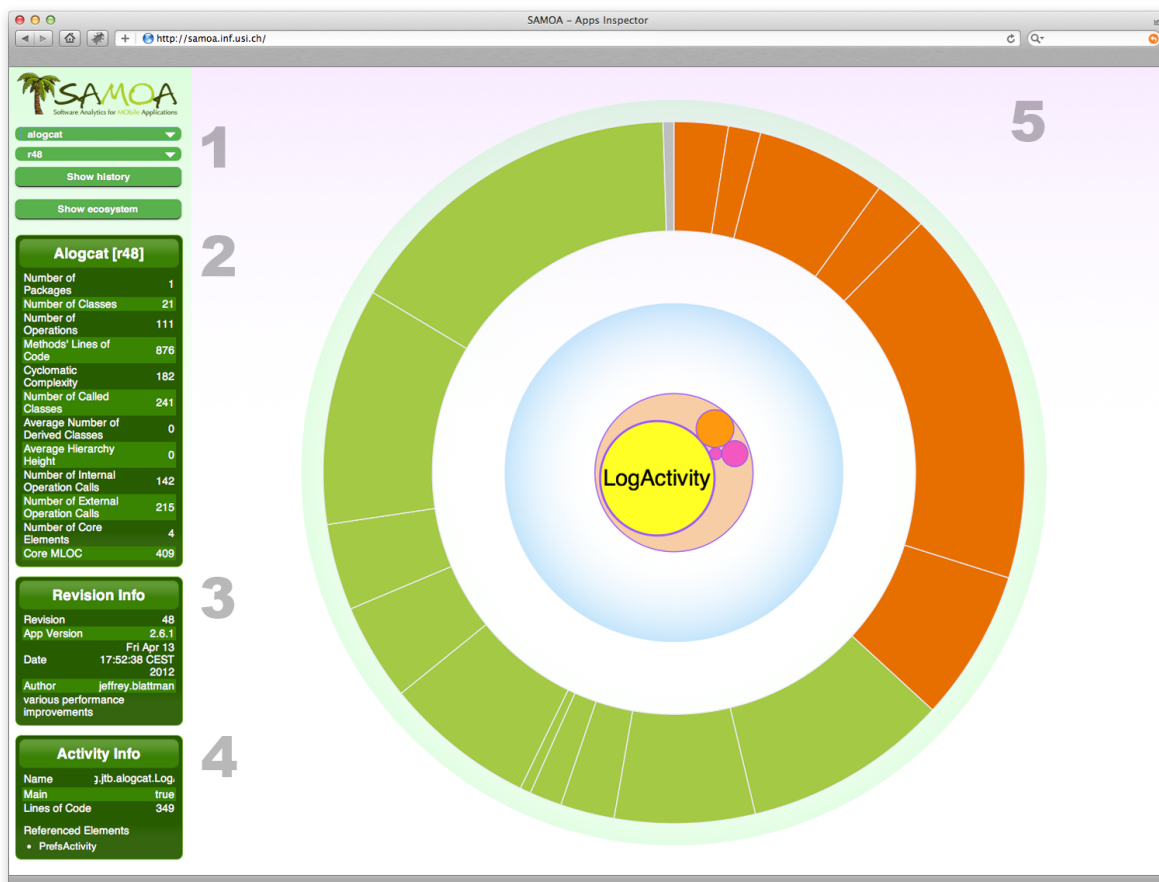 SAMOA – Apps Inspector
http://samoa.inf.usi.ch/
SAMOA
Software Analytics for MObile Applications
alogcat
r48
Show history
Show ecosystem
1
Alogcat [r48]
Number of
Packages 1
Number of Classes 21
Number of
Operations 111
Methods' Lines of
Code 876
Cyclomatic
Complexity 182
Number of Called
Classes 241
Average Number of
Derived Classes 0
Average Hierarchy
Height 0
Number of Internal
Operation Calls 142
Number of External
Operation Calls 215
Number of Core
Elements 4
Core MLOC 409
2
Revision Info
Revision 48
App Version 2.6.1
Date Fri Apr 13
17:52:38 CEST
2012
Author jeffrey.blattman
various performance
improvements
3
Activity Info
Name g.jtb.alogcat.Log
Main true
Lines of Code 349
Referenced Elements
• PrefsActivity
4
5
LogActivity